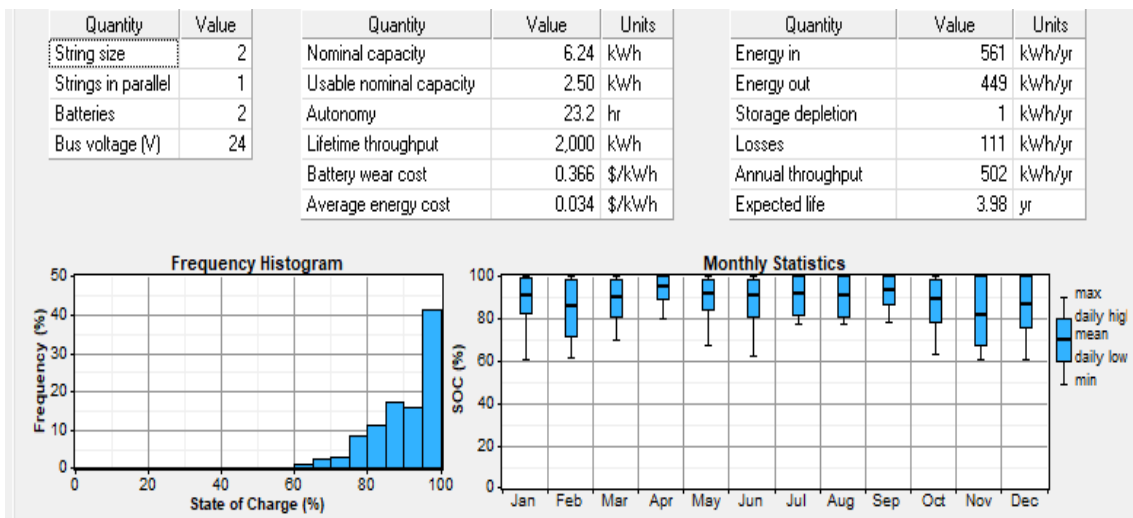 Quantity Value
String size 2
Strings in parallel 1
Batteries 2
Bus voltage (V) 24
Quantity Value Units
Nominal capacity 6.24 kWh
Usable nominal capacity 2.50 kWh
Autonomy 23.2 hr
Lifetime throughput 2,000 kWh
Battery wear cost 0.366 $/kWh
Average energy cost 0.034 $/kWh
Quantity Value Units
Energy in 561 kWh/yr
Energy out 449 kWh/yr
Storage depletion 1 kWh/yr
Losses 111 kWh/yr
Annual throughput 502 kWh/yr
Expected life 3.98 yr
Frequency Histogram
Frequency (%)
50
40
30
20
10
0
0 20 40 60 80 100
State of Charge (%)
Monthly Statistics
SOC (%)
100
80
60
40
20
0
Jan Feb Mar Apr May Jun Jul Aug Sep Oct Nov Dec
max
daily higl
mean
daily low
min